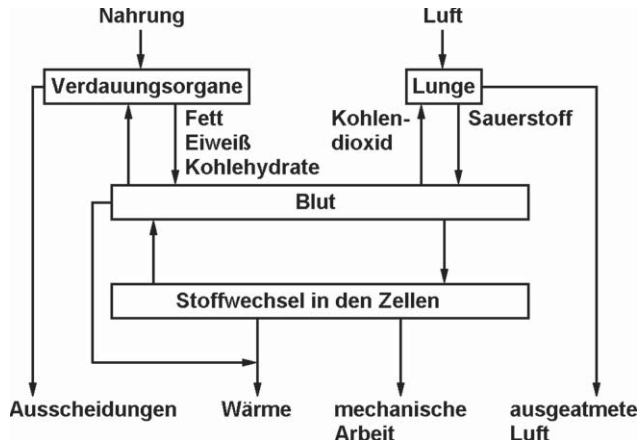 Nahrung
Luft
Verdauungsorgane
Lunge
Fett
Eiweiß
Kohlehydrate
Kohlen-
dioxid
Sauerstoff
Blut
Stoffwechsel in den Zellen
Ausscheidungen
Wärme
mechanische
Arbeit
ausgeatmete
Luft